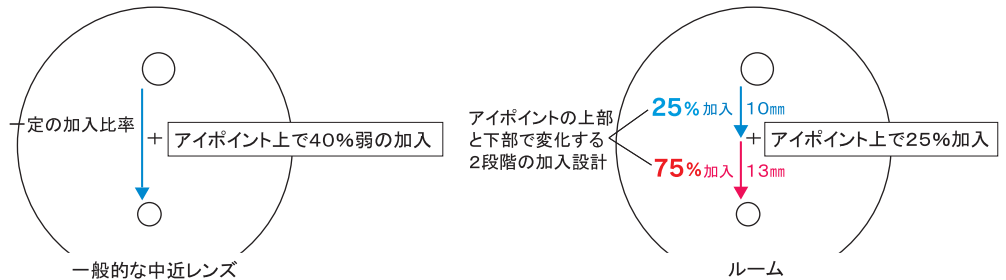 一定の加入比率
+
アイポイント上で40%弱の加入
一般的な中近レンズ
アイポイントの上部
と下部で変化する
2段階の加入設計
25%加入
10mm
+
アイポイント上で25%加入
75%加入
13mm
ルーム